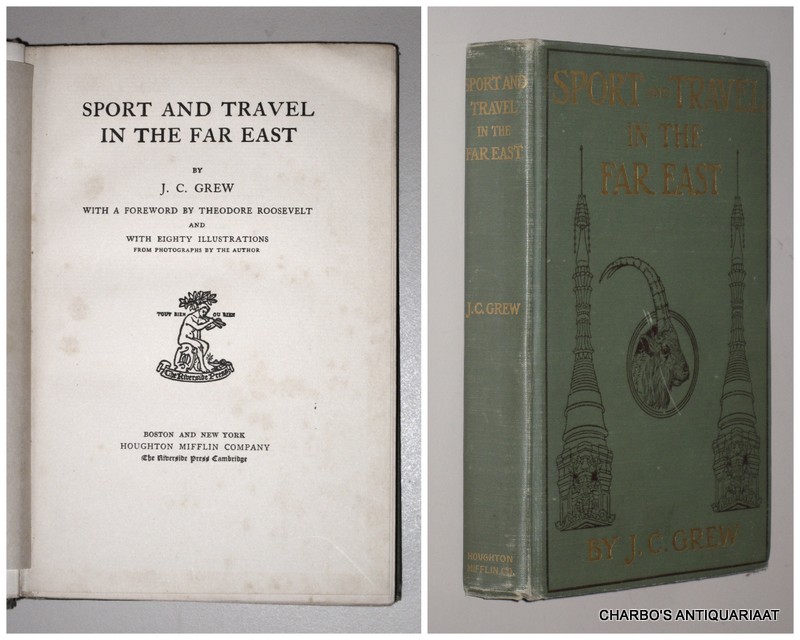 SPORT AND TRAVEL
IN THE FAR EAST
BY
J. C. GREW
WITH A FOREWORD BY THEODORE ROOSEVELT
AND
WITH EIGHTY ILLUSTRATIONS
FROM PHOTOGRAPHS BY THE AUTHOR
TOUT BIEN OU RIEN
The Riverside Press
BOSTON AND NEW YORK
HOUGHTON MIFFLIN COMPANY
The Riverside Press Cambridge
SPORT AND
TRAVEL
IN THE
FAR EAST
J.C. GREW
HOUGHTON
MIFFLIN CO.
SPORT AND TRAVEL
IN THE
FAR EAST
BY J.C. GREW
CHARBO'S ANTIQUARIAAT